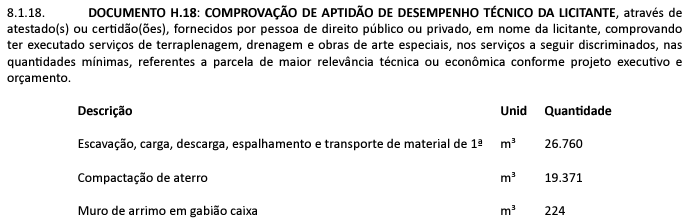 8.1.18. DOCUMENTO H.18: COMPROVAÇÃO DE APTIDÃO DE DESEMPENHO TÉCNICO DA LICITANTE, através de
atestado(s) ou certidão(ões), fornecidos por pessoa de direito público ou privado, em nome da licitante, comprovando
ter executado serviços de terraplenagem, drenagem e obras de arte especiais, nos serviços a seguir discriminados, nas
quantidades mínimas, referentes a parcela de maior relevância técnica ou econômica conforme projeto executivo e
orçamento.
Descrição Unid Quantidade
Escavação, carga, descarga, espalhamento e transporte de material de 1ª m³ 26.760
Compactação de aterro m³ 19.371
Muro de arrimo em gabião caixa m³ 224